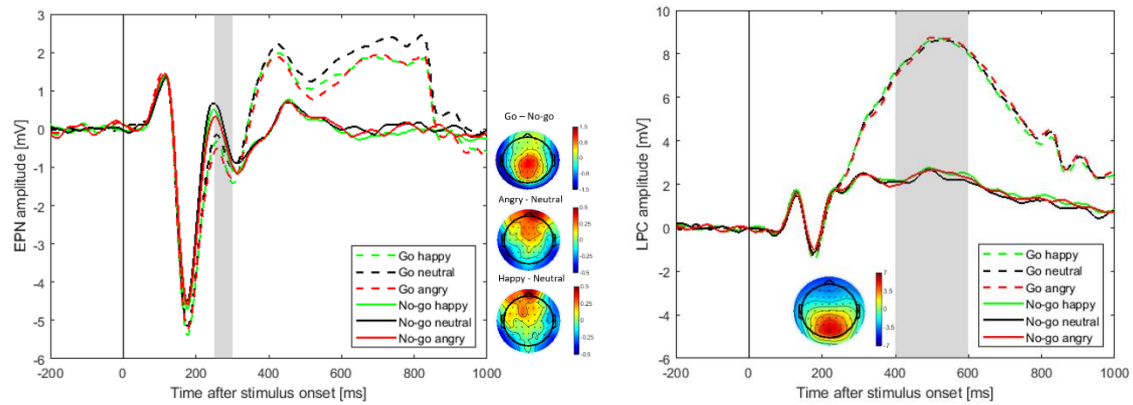 3
2
1
0
-1
-2
-3
-4
-5
-6
EPN amplitude [mV]
-200
0
200
400
600
800
1000
Time after stimulus onset [ms]
Go happy
Go neutral
Go angry
No-go happy
No-go neutral
No-go angry
Go – No-go
1.5
0.75
0
-0.75
-1.5
Angry - Neutral
0.5
0.25
0
-0.25
-0.5
Happy - Neutral
0.5
0.25
0
-0.25
-0.5
10
8
6
4
2
0
-2
-4
-6
LPC amplitude [mV]
-200
0
200
400
600
800
1000
Time after stimulus onset [ms]
7
3.5
0
-3.5
-7
Go happy
Go neutral
Go angry
No-go happy
No-go neutral
No-go angry